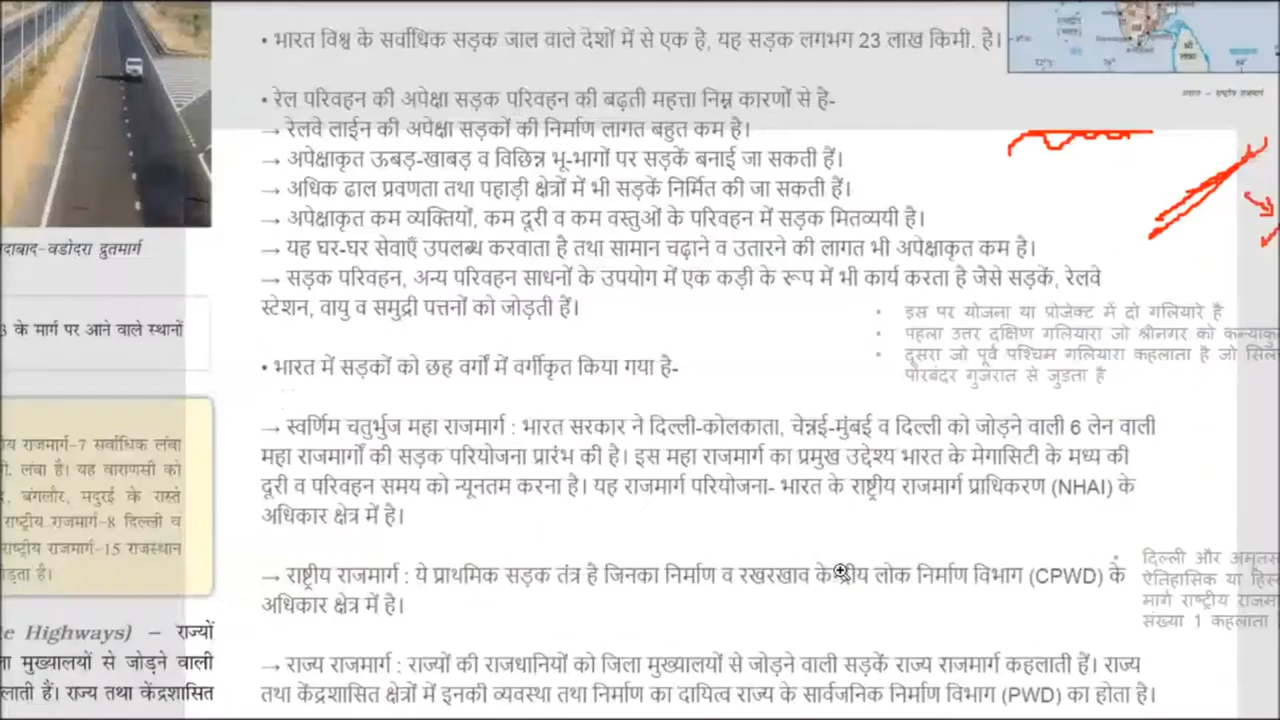 • भारत विश्व के सर्वाधिक सड़क जाल वाले देशों में से एक है, यह सड़क लगभग 23 लाख किमी. है।
• रेल परिवहन की अपेक्षा सड़क परिवहन की बढ़ती महत्ता निम्न कारणों से है-
→ रेलवे लाईन की अपेक्षा सड़कों की निर्माण लागत बहुत कम है।
→ अपेक्षाकृत ऊबड़-खाबड़ व विछिन्न भू-भागों पर सड़कें बनाई जा सकती हैं।
→ अधिक ढाल प्रवणता तथा पहाड़ी क्षेत्रों में भी सड़कें निर्मित की जा सकती हैं।
→ अपेक्षाकृत कम व्यक्तियों, कम दूरी व कम वस्तुओं के परिवहन में सड़क मितव्ययी है।
→ यह घर-घर सेवाएँ उपलब्ध करवाता है तथा सामान चढ़ाने व उतारने की लागत भी अपेक्षाकृत कम है।
→ सड़क परिवहन, अन्य परिवहन साधनों के उपयोग में एक कड़ी के रूप में भी कार्य करता है जैसे सड़कें, रेलवे
स्टेशन, वायु व समुद्री पत्तनों को जोड़ती हैं।
• भारत में सड़कों को छह वर्गों में वर्गीकृत किया गया है-
→ स्वर्णिम चतुर्भुज महा राजमार्ग : भारत सरकार ने दिल्ली-कोलकाता, चेन्नई-मुंबई व दिल्ली को जोड़ने वाली 6 लेन वाली
महा राजमार्गों की सड़क परियोजना प्रारंभ की है। इस महा राजमार्ग का प्रमुख उद्देश्य भारत के मेगासिटी के मध्य की
दूरी व परिवहन समय को न्यूनतम करना है। यह राजमार्ग परियोजना- भारत के राष्ट्रीय राजमार्ग प्राधिकरण (NHAI) के
अधिकार क्षेत्र में है।
→ राष्ट्रीय राजमार्ग : ये प्राथमिक सड़क तंत्र है जिनका निर्माण व रखरखाव लोक निर्माण विभाग (CPWD) के
अधिकार क्षेत्र में है।
→ राज्य राजमार्ग : राज्यों की राजधानियों को जिला मुख्यालयों से जोड़ने वाली सड़कें राज्य राजमार्ग कहलाती हैं। राज्य
तथा केंद्रशासित क्षेत्रों में इनकी व्यवस्था तथा निर्माण का दायित्व राज्य के सार्वजनिक निर्माण विभाग (PWD) का होता है।
दाबाद-वडोदरा द्रुतमार्ग
3 के मार्ग पर आने वाले स्थानों
राजमार्ग-7 सर्वाधिक लंबा
लंबा है। यह वाराणसी को
बंगलौर, मदुरई के रास्ते
राष्ट्रीय राजमार्ग-8 दिल्ली व
राष्ट्रीय राजमार्ग-15 राजस्थान
है।
Highways) – राज्यों
मुख्यालयों से जोड़ने वाली
हैं। राज्य तथा केंद्रशासित
भारत – राष्ट्रीय राजमार्ग
• इस पर योजना या प्रोजेक्ट में दो गलियारे है
• पहला उत्तर दक्षिण गलियारा जो श्रीनगर को
• दूसरा जो पूर्व पश्चिम गलियारा कहलाता है जो
पोरबंदर गुजरात से जुड़ता है
• दिल्ली और
ऐतिहासिक या
मार्ग राष्ट्रीय
संख्या 1 कहलाता